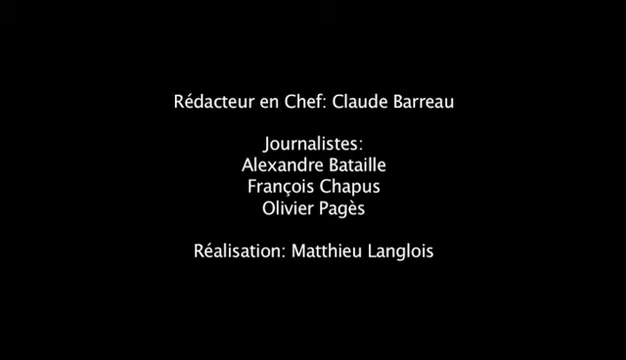 Rédacteur en Chef: Claude Barreau
Journalistes:
Alexandre Bataille
François Chapus
Olivier Pagès
Réalisation: Matthieu Langlois